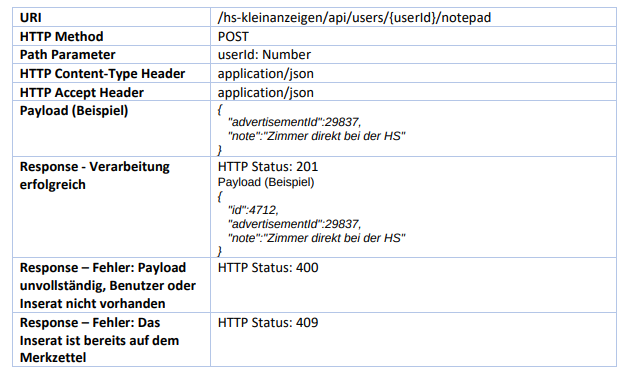 URI /hs-kleinanzeigen/api/users/{userId}/notepad
HTTP Method POST
Path Parameter userId: Number
HTTP Content-Type Header application/json
HTTP Accept Header application/json
Payload (Beispiel) {
"advertisementId":29837,
"note":"Zimmer direkt bei der HS"
}
Response - Verarbeitung HTTP Status: 201
erfolgreich Payload (Beispiel)
{
"id":4712,
"advertisementId":29837,
"note":"Zimmer direkt bei der HS"
}
Response – Fehler: Payload HTTP Status: 400
unvollständig, Benutzer oder
Inserat nicht vorhanden
Response – Fehler: Das HTTP Status: 409
Inserat ist bereits auf dem
Merkzettel